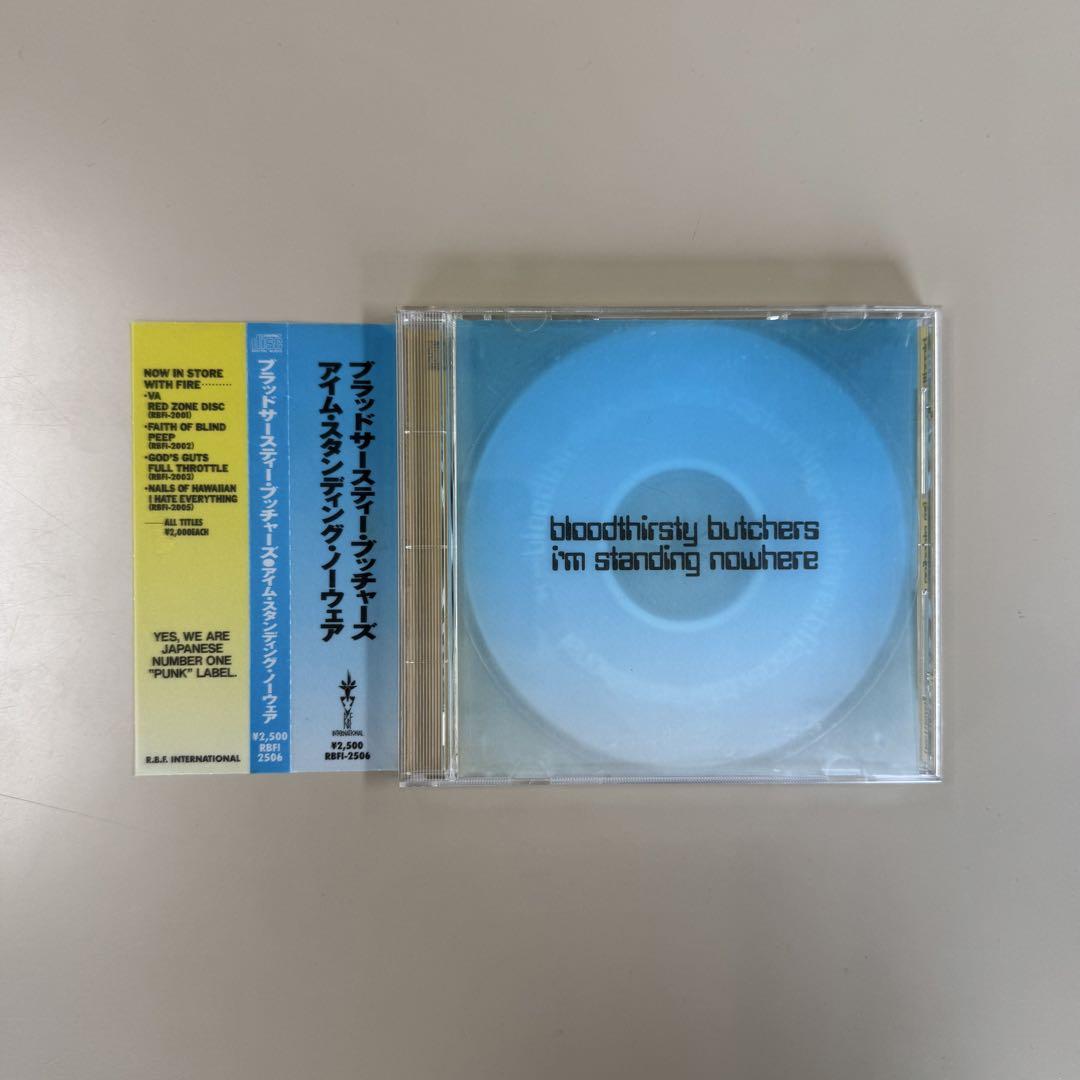 NOW IN STORE
WITH FIRE………
・VA
RED ZONE DISC
(RBFI-2001)
・FAITH OF BLIND
PEEP
(RBFI-2002)
・GOD'S GUTS
FULL THROTTLE
(RBFI-2003)
・NAILS OF HAWAIIAN
I HATE EVERYTHING
(RBFI-2005)
——ALL TITLES
¥2,000EACH
YES, WE ARE
JAPANESE
NUMBER ONE
"PUNK" LABEL.
R.B.F. INTERNATIONAL
ブラッドサースティー・ブッチャーズ●アイム・スタンディング・ノーウェア
¥2,500
RBFI
2506
ブラッドサースティー・ブッチャーズ
アイム・スタンディング・ノーウェア
INTERNATIONAL
¥2,500
RBFI-2506
bloodthirsty butchers
i'm standing nowhere